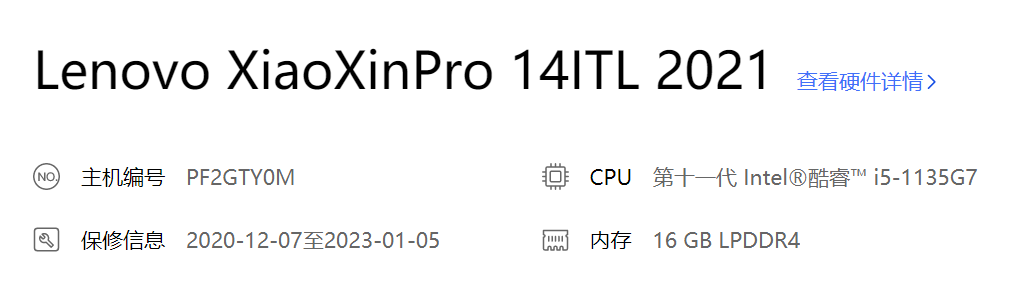 Lenovo XiaoXinPro 14ITL 2021 查看硬件详情
NO. 主机编号 PF2GTY0M
CPU 第十一代 Intel®酷睿™ i5-1135G7
保修信息 2020-12-07至2023-01-05
内存 16 GB LPDDR4